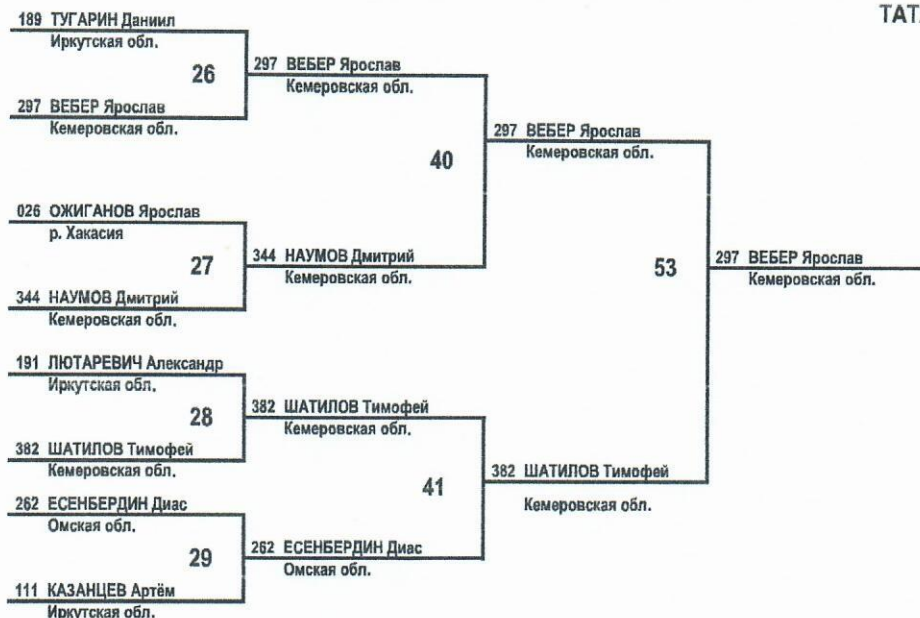 ТАТ
189 ТУГАРИН Даниил
Иркутская обл.
26
297 ВЕБЕР Ярослав
Кемеровская обл.
297 ВЕБЕР Ярослав
Кемеровская обл.
40
297 ВЕБЕР Ярослав
Кемеровская обл.
026 ОЖИГАНОВ Ярослав
р. Хакасия
27
344 НАУМОВ Дмитрий
Кемеровская обл.
344 НАУМОВ Дмитрий
Кемеровская обл.
53
297 ВЕБЕР Ярослав
Кемеровская обл.
191 ЛЮТАРЕВИЧ Александр
Иркутская обл.
28
382 ШАТИЛОВ Тимофей
Кемеровская обл.
382 ШАТИЛОВ Тимофей
Кемеровская обл.
41
382 ШАТИЛОВ Тимофей
Кемеровская обл.
262 ЕСЕНБЕРДИН Диас
Омская обл.
29
262 ЕСЕНБЕРДИН Диас
Омская обл.
111 КАЗАНЦЕВ Артём
Иркутская обл.